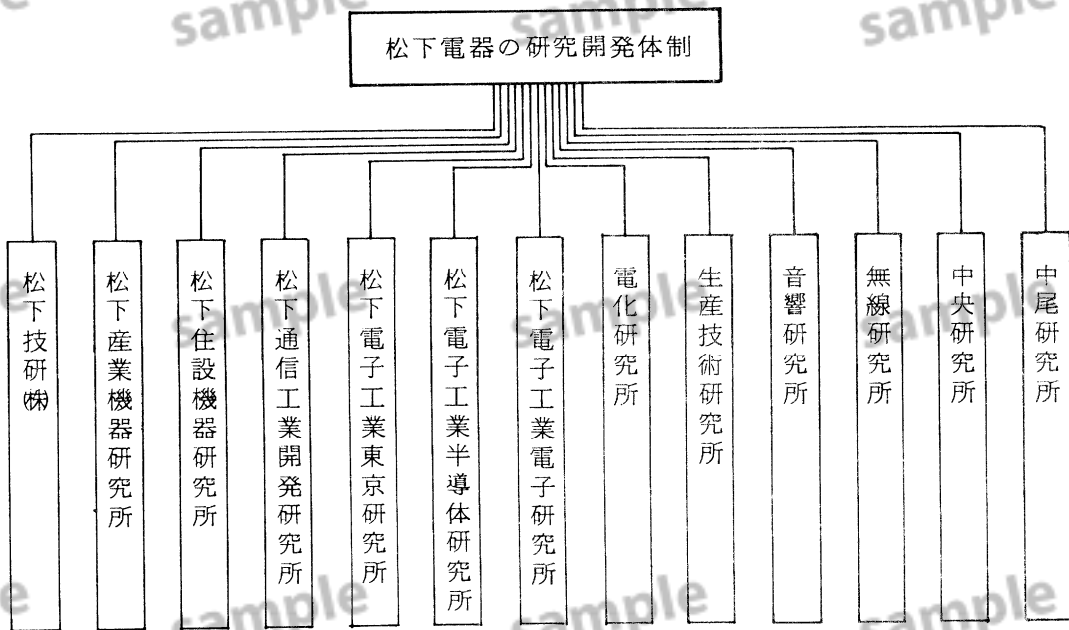 松下電器の研究開発体制
中尾研究所
中央研究所
無線研究所
音響研究所
生産技術研究所
電化研究所
松下電子工業電子研究所
松下電子工業半導体研究所
松下電子工業東京研究所
松下通信工業開発研究所
松下住設機器研究所
松下産業機器研究所
松下技研㈱
sample
sample
sample
sample
sample
sample
sample
sample
sample